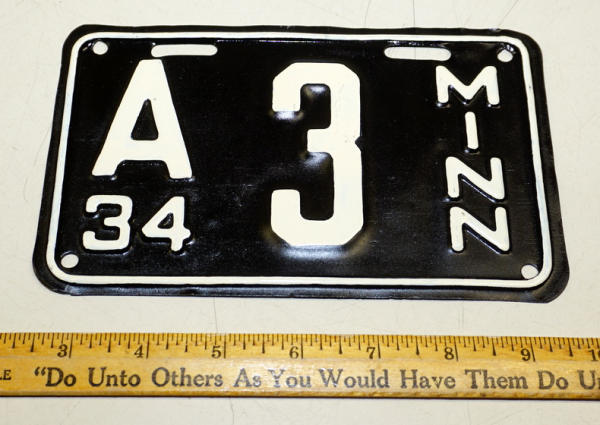 A 3 MINN
34
3 4 5 6 7 8 9 10
"Do Unto Others As You Would Have Them Do